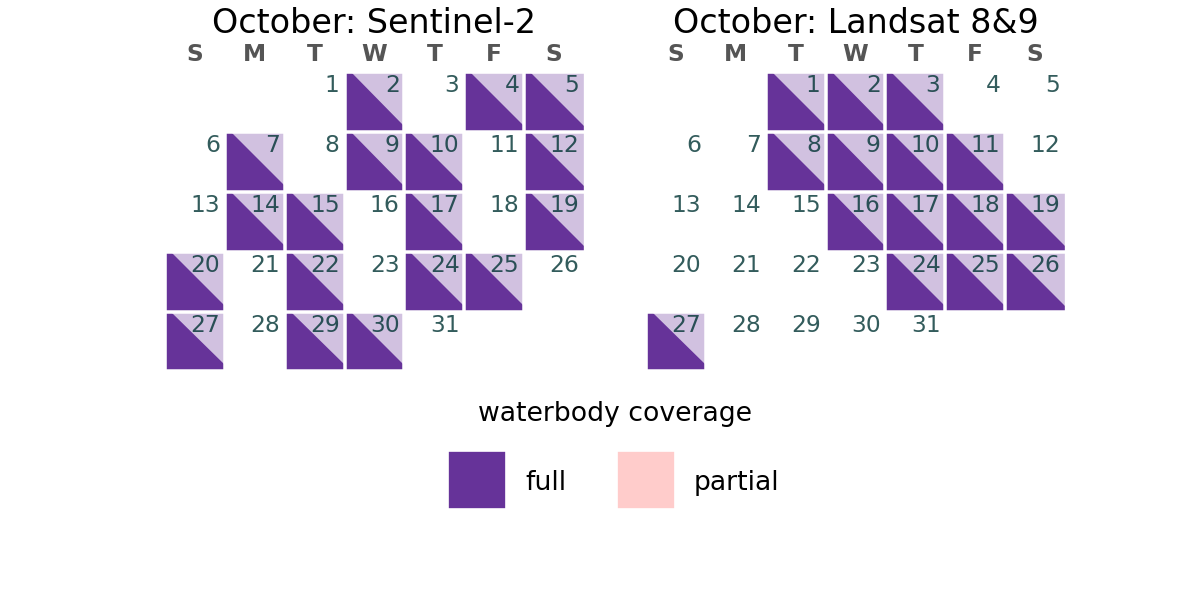 October: Sentinel-2
S M T W T F S
1 2 3 4 5
6 7 8 9 10 11 12
13 14 15 16 17 18 19
20 21 22 23 24 25 26
27 28 29 30 31
October: Landsat 8&9
S M T W T F S
1 2 3 4 5
6 7 8 9 10 11 12
13 14 15 16 17 18 19
20 21 22 23 24 25 26
27 28 29 30 31
waterbody coverage
full partial